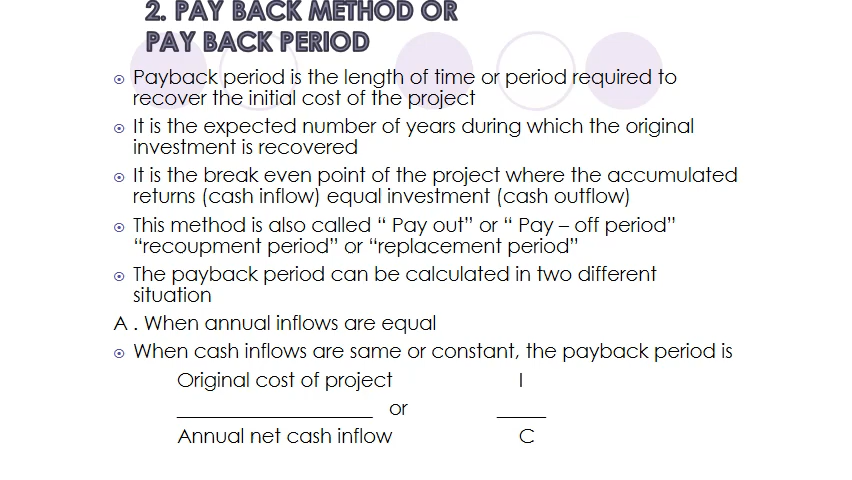 2. PAY BACK METHOD OR
PAY BACK PERIOD
Payback period is the length of time or period required to
recover the initial cost of the project
It is the expected number of years during which the original
investment is recovered
It is the break even point of the project where the accumulated
returns (cash inflow) equal investment (cash outflow)
This method is also called “ Pay out” or “ Pay – off period”
“recoupment period” or “replacement period”
The payback period can be calculated in two different
situation
A . When annual inflows are equal
When cash inflows are same or constant, the payback period is
Original cost of project I
____________________ or _____
Annual net cash inflow C